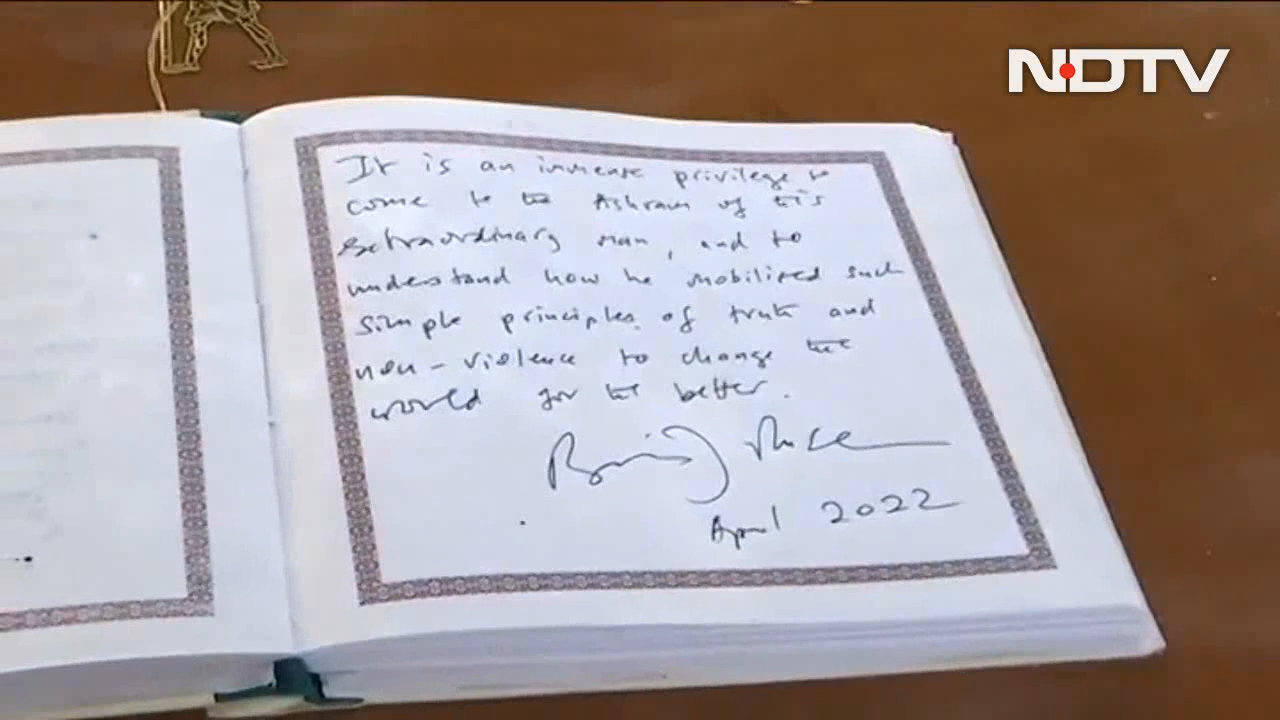 NDTV
It is an immense privilege to
come to the Ashram of this
extraordinary man, and to
understand how he mobilised such
simple principles of truth and
non-violence to change the
world for the better.
April 2022